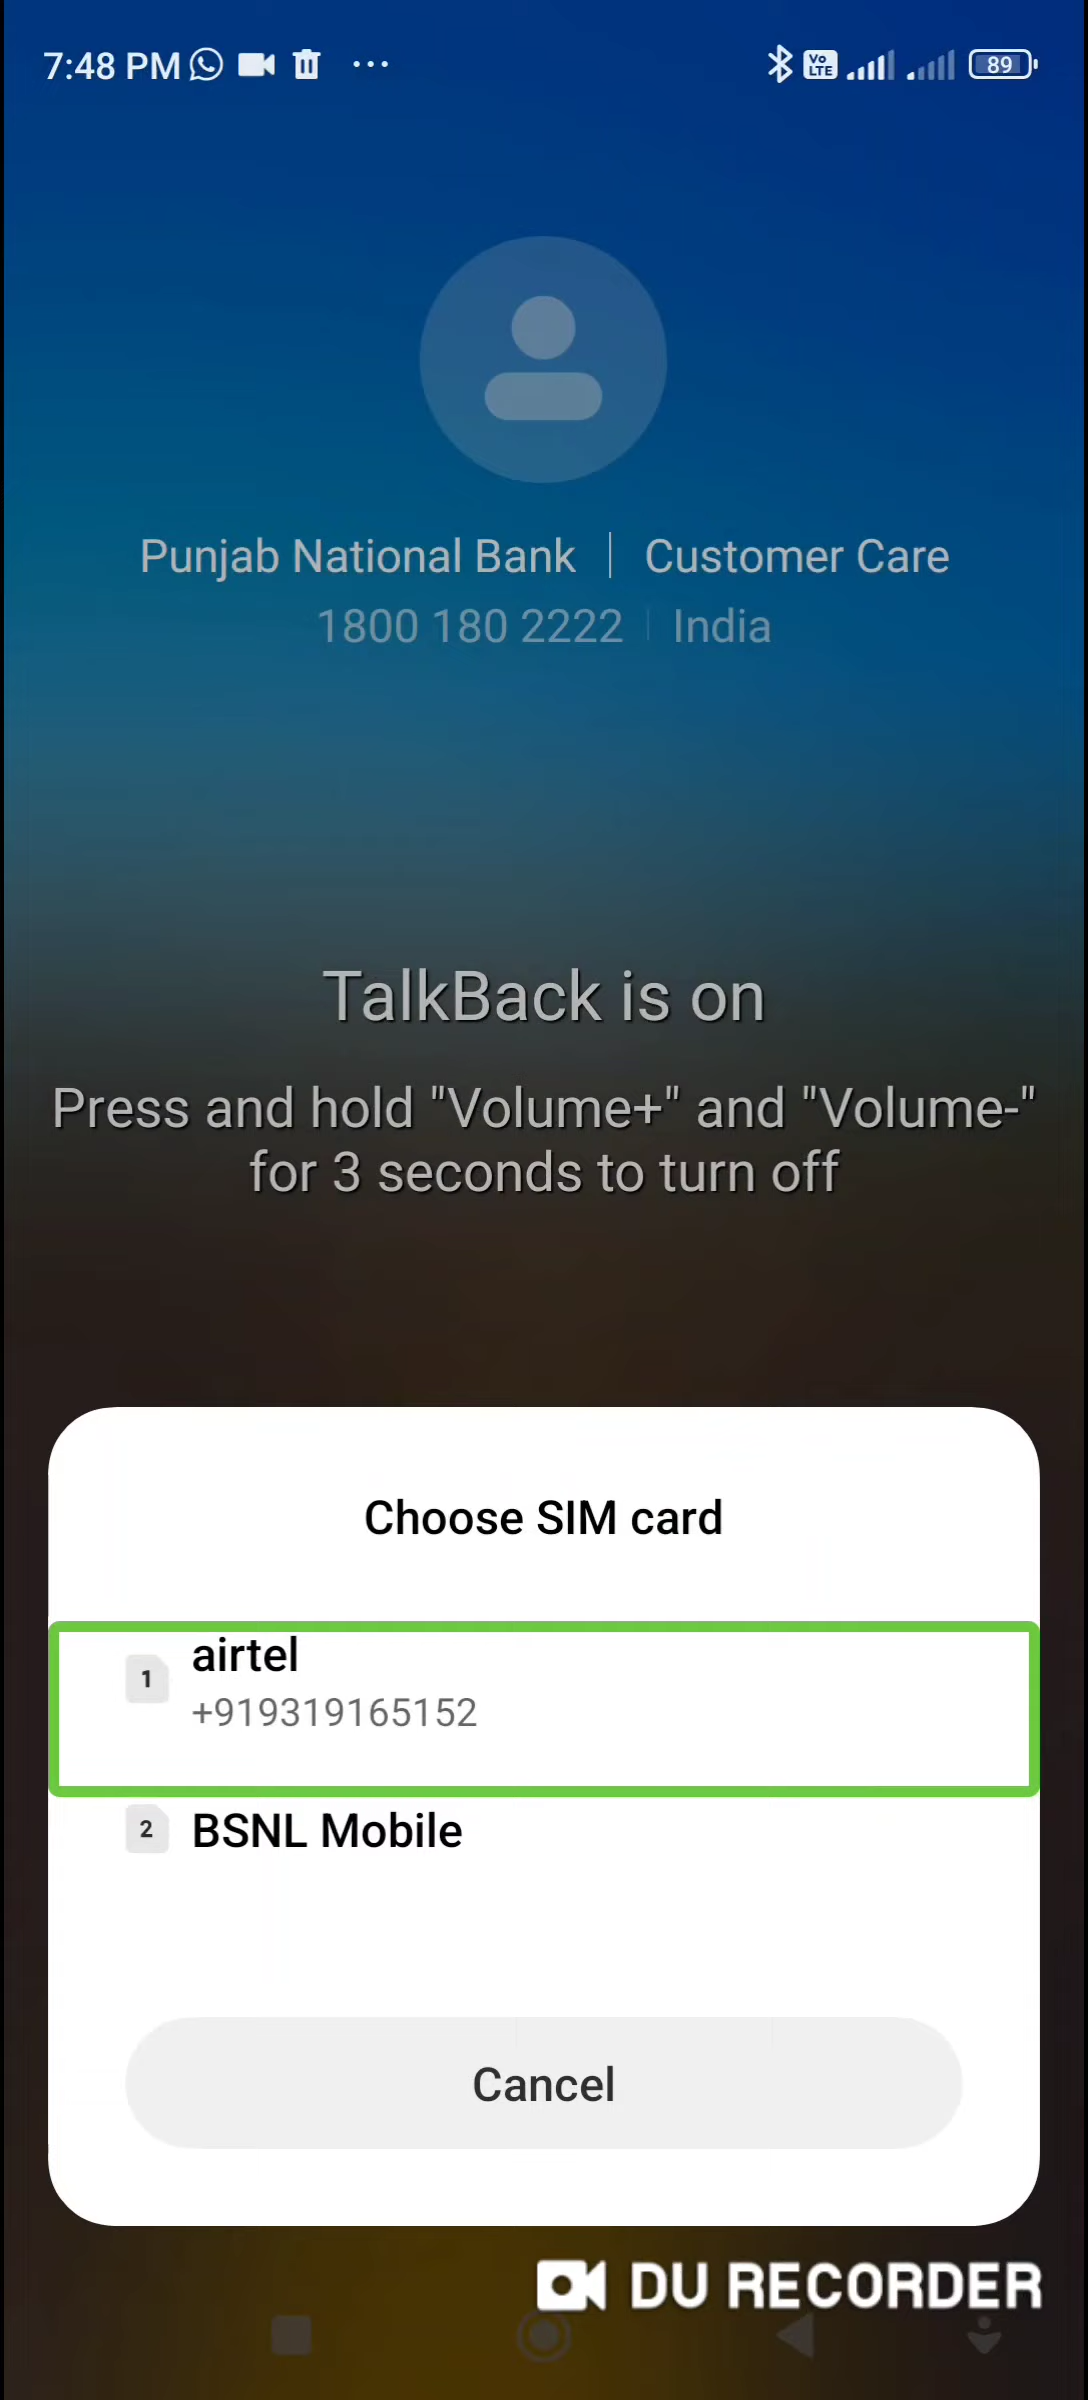 7:48 PM ...
Vo LTE 89
Punjab National Bank | Customer Care
1800 180 2222 | India
TalkBack is on
Press and hold "Volume+" and "Volume-"
for 3 seconds to turn off
Choose SIM card
1 airtel
+919319165152
2 BSNL Mobile
Cancel
DU RECORDER